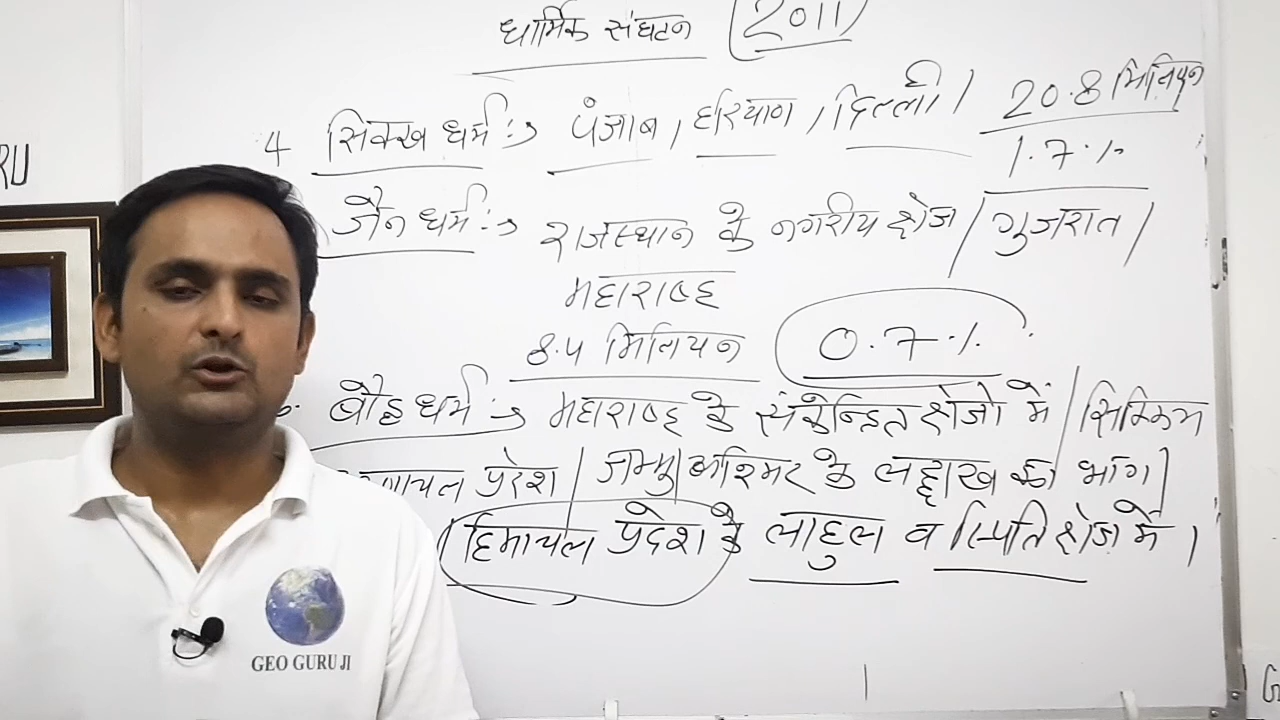 धार्मिक संघटन (2011)
4 सिक्ख धर्म :→ पंजाब, हरियाणा, दिल्ली। 20.8 मिलियन
1.7%
RU
जैन धर्म :→ राजस्थान के नगरीय क्षेत्र / गुजरात /
महाराष्ट्र
8.4 मिलियन 0.7%
बौद्ध धर्म :→ महाराष्ट्र के संकेन्द्रित क्षेत्रों में / सिक्किम
प्रदेश / जम्मु कश्मिर के लद्दाख का भाग /
हिमाचल प्रदेश के लाहुल व स्पिति क्षेत्र में।
GEO GURU JI
G